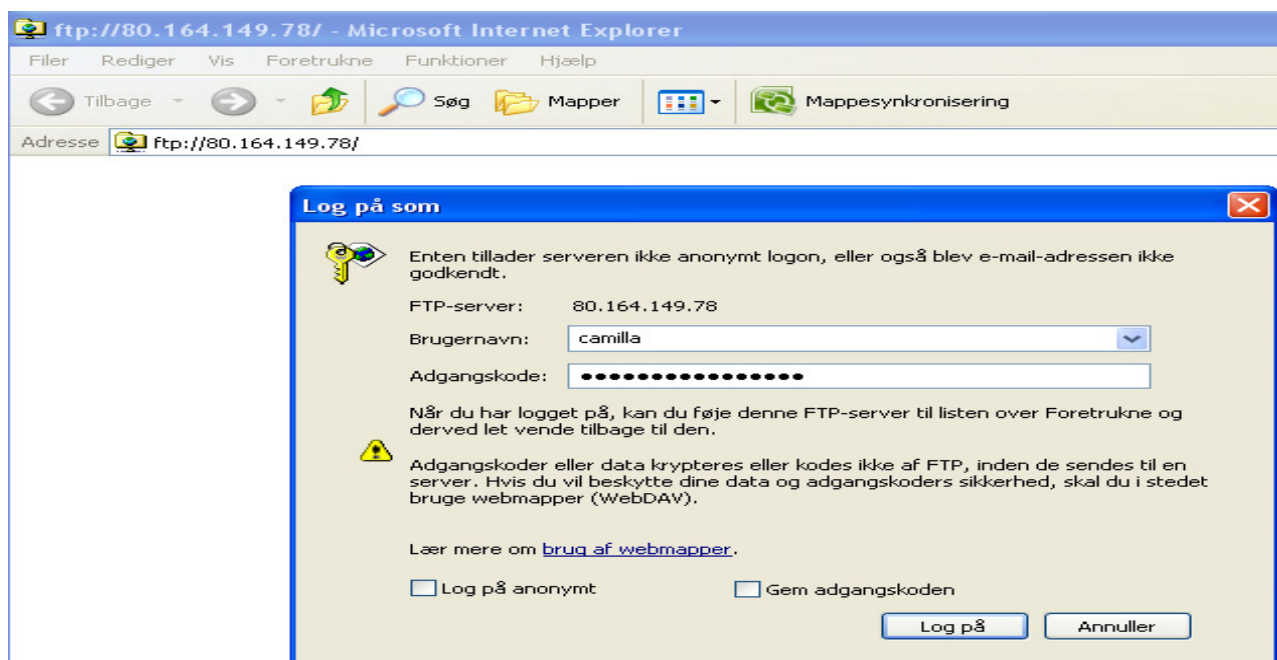 ftp://80.164.149.78/ - Microsoft Internet Explorer
Filer Rediger Vis Foretrukne Funktioner Hjælp
Tilbage Søg Mapper Mappesynkronisering
Adresse ftp://80.164.149.78/
Log på som
Enten tillader serveren ikke anonymt logon, eller også blev e-mail-adressen ikke
godkendt.
FTP-server: 80.164.149.78
Brugernavn: camilla
Adgangskode: ●●●●●●●●●●●●●●●●
Når du har logget på, kan du føje denne FTP-server til listen over Foretrukne og
derved let vende tilbage til den.
Adgangskoder eller data krypteres eller kodes ikke af FTP, inden de sendes til en
server. Hvis du vil beskytte dine data og adgangskoders sikkerhed, skal du i stedet
bruge webmapper (WebDAV).
Lær mere om brug af webmapper.
Log på anonymt Gem adgangskoden
Log på Annuller